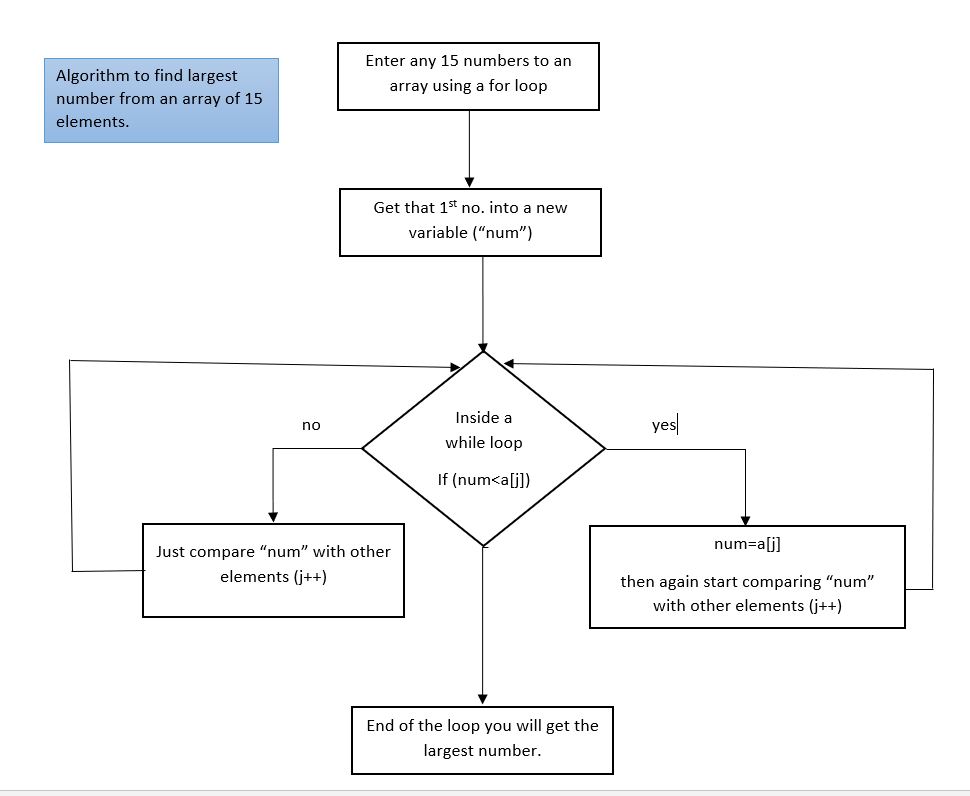 Algorithm to find largest
number from an array of 15
elements.
Enter any 15 numbers to an
array using a for loop
Get that 1st no. into a new
variable (“num”)
Inside a
while loop
If (num<a[j])
no
yes
Just compare “num” with other
elements (j++)
num=a[j]
then again start comparing “num”
with other elements (j++)
End of the loop you will get the
largest number.